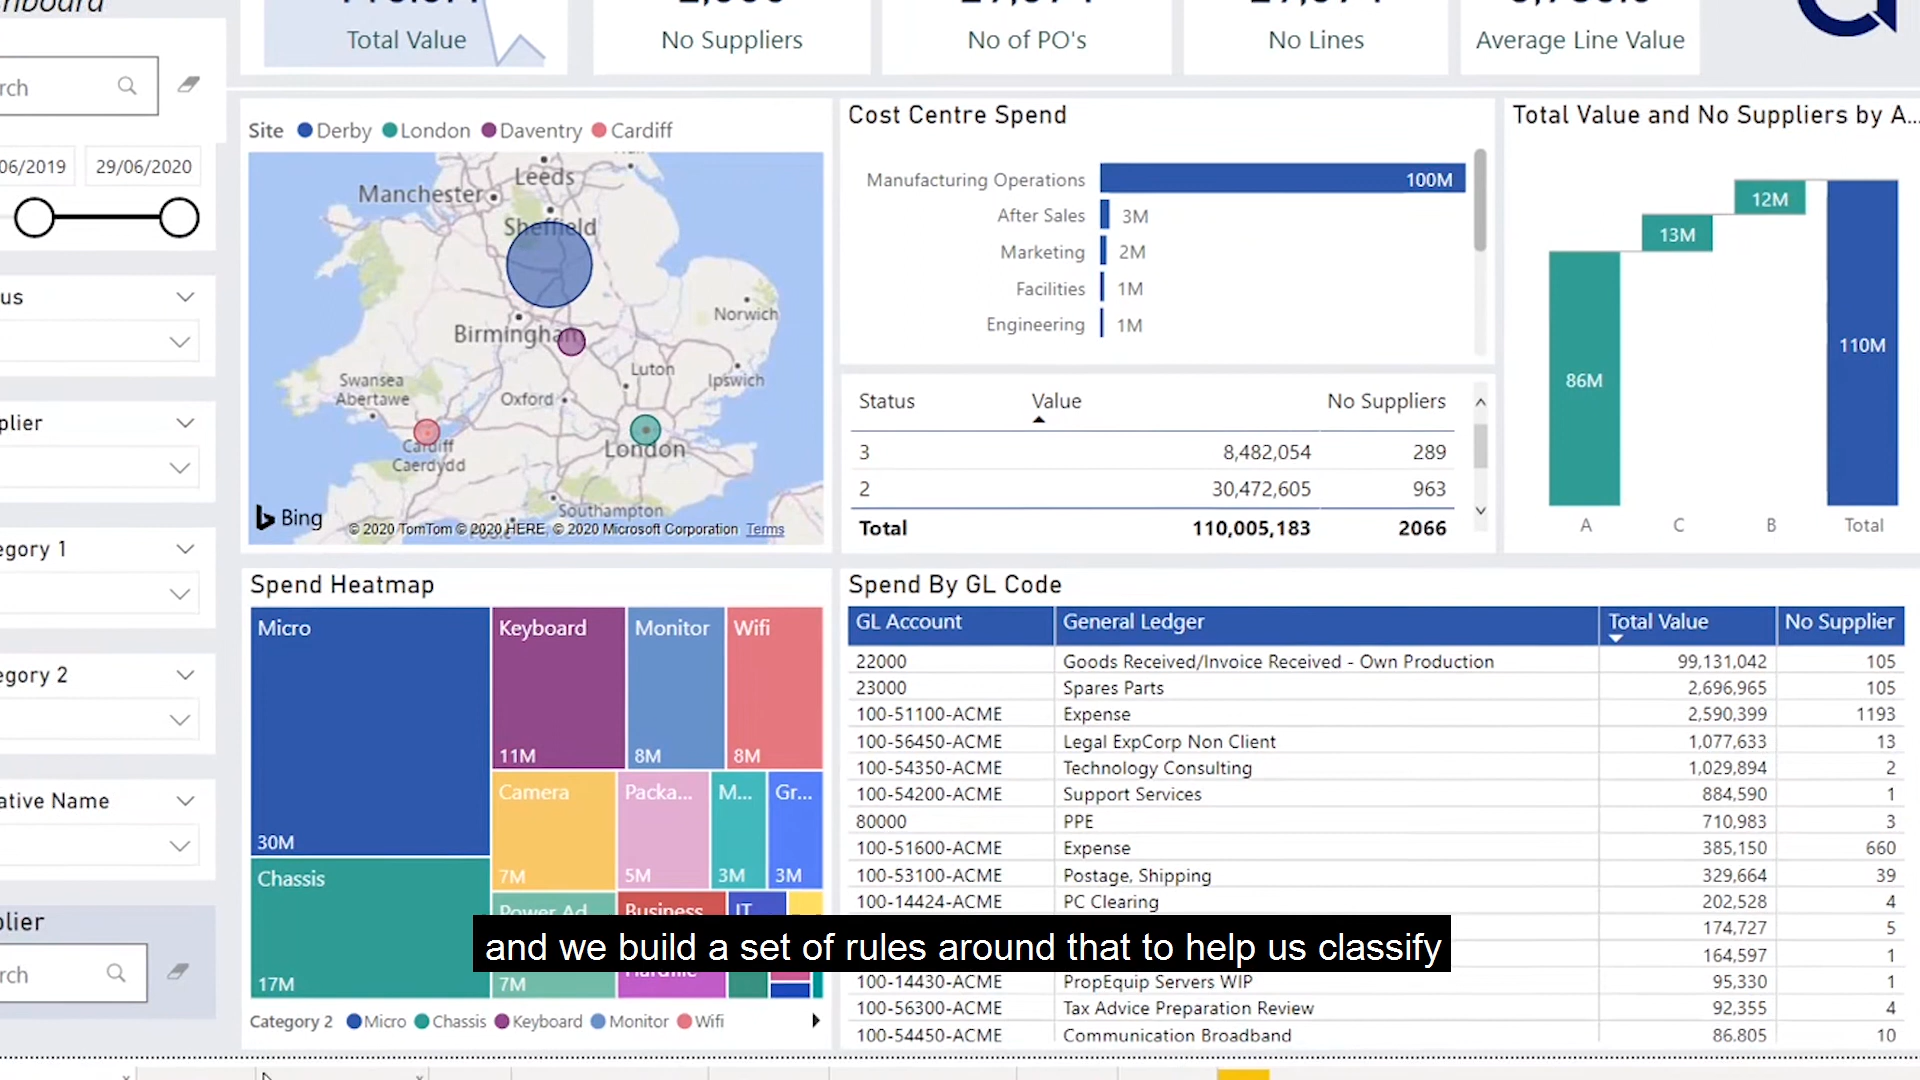 Total Value
No Suppliers
No of PO's
No Lines
Average Line Value
rch
06/2019
29/06/2020
us
plier
egory 1
egory 2
ative Name
plier
rch
Site Derby London Daventry Cardiff
Leeds
Manchester
Sheffield
Birmingham
Norwich
Swansea
Abertawe
Oxford
Luton
Ipswich
Cardiff
Caerdydd
London
Southampton
Bing
© 2020 TomTom © 2020 HERE, © 2020 Microsoft Corporation Terms
Cost Centre Spend
Manufacturing Operations 100M
After Sales 3M
Marketing 2M
Facilities 1M
Engineering 1M
Status Value No Suppliers
3 8,482,054 289
2 30,472,605 963
Total 110,005,183 2066
Total Value and No Suppliers by A...
12M
13M
86M
110M
A C B Total
Spend Heatmap
Micro
30M
Chassis
17M
Keyboard
11M
Monitor
8M
Wifi
8M
Camera
7M
Packa...
5M
M...
3M
Gr...
3M
Power Ad
7M
Business
IT
Category 2 Micro Chassis Keyboard Monitor Wifi
Spend By GL Code
GL Account General Ledger Total Value No Supplier
22000 Goods Received/Invoice Received - Own Production 99,131,042 105
23000 Spares Parts 2,696,965 105
100-51100-ACME Expense 2,590,399 1193
100-56450-ACME Legal ExpCorp Non Client 1,077,633 13
100-54350-ACME Technology Consulting 1,029,894 2
100-54200-ACME Support Services 884,590 1
80000 PPE 710,983 3
100-51600-ACME Expense 385,150 660
100-53100-ACME Postage, Shipping 329,664 39
100-14424-ACME PC Clearing 202,528 4
174,727 5
164,597 1
100-14430-ACME PropEquip Servers WIP 95,330 1
100-56300-ACME Tax Advice Preparation Review 92,355 4
100-54450-ACME Communication Broadband 86,805 10
and we build a set of rules around that to help us classify